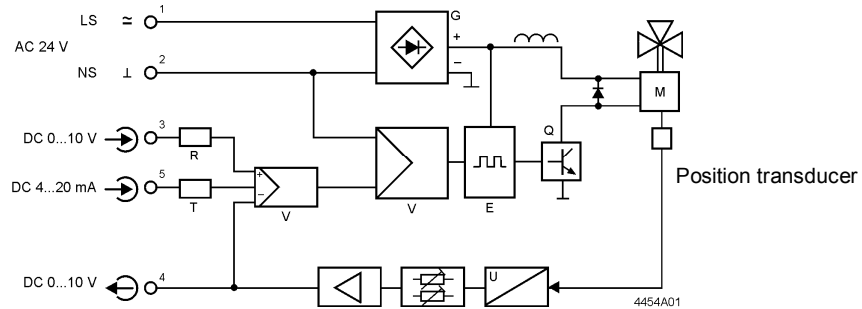 LS ≃ 1
G
AC 24 V
+
−
NS ⊥ 2
M
DC 0...10 V 3
R
Q
+
−
DC 4...20 mA 5
T
V
V
E
Position transducer
DC 0...10 V 4
U
4454A01